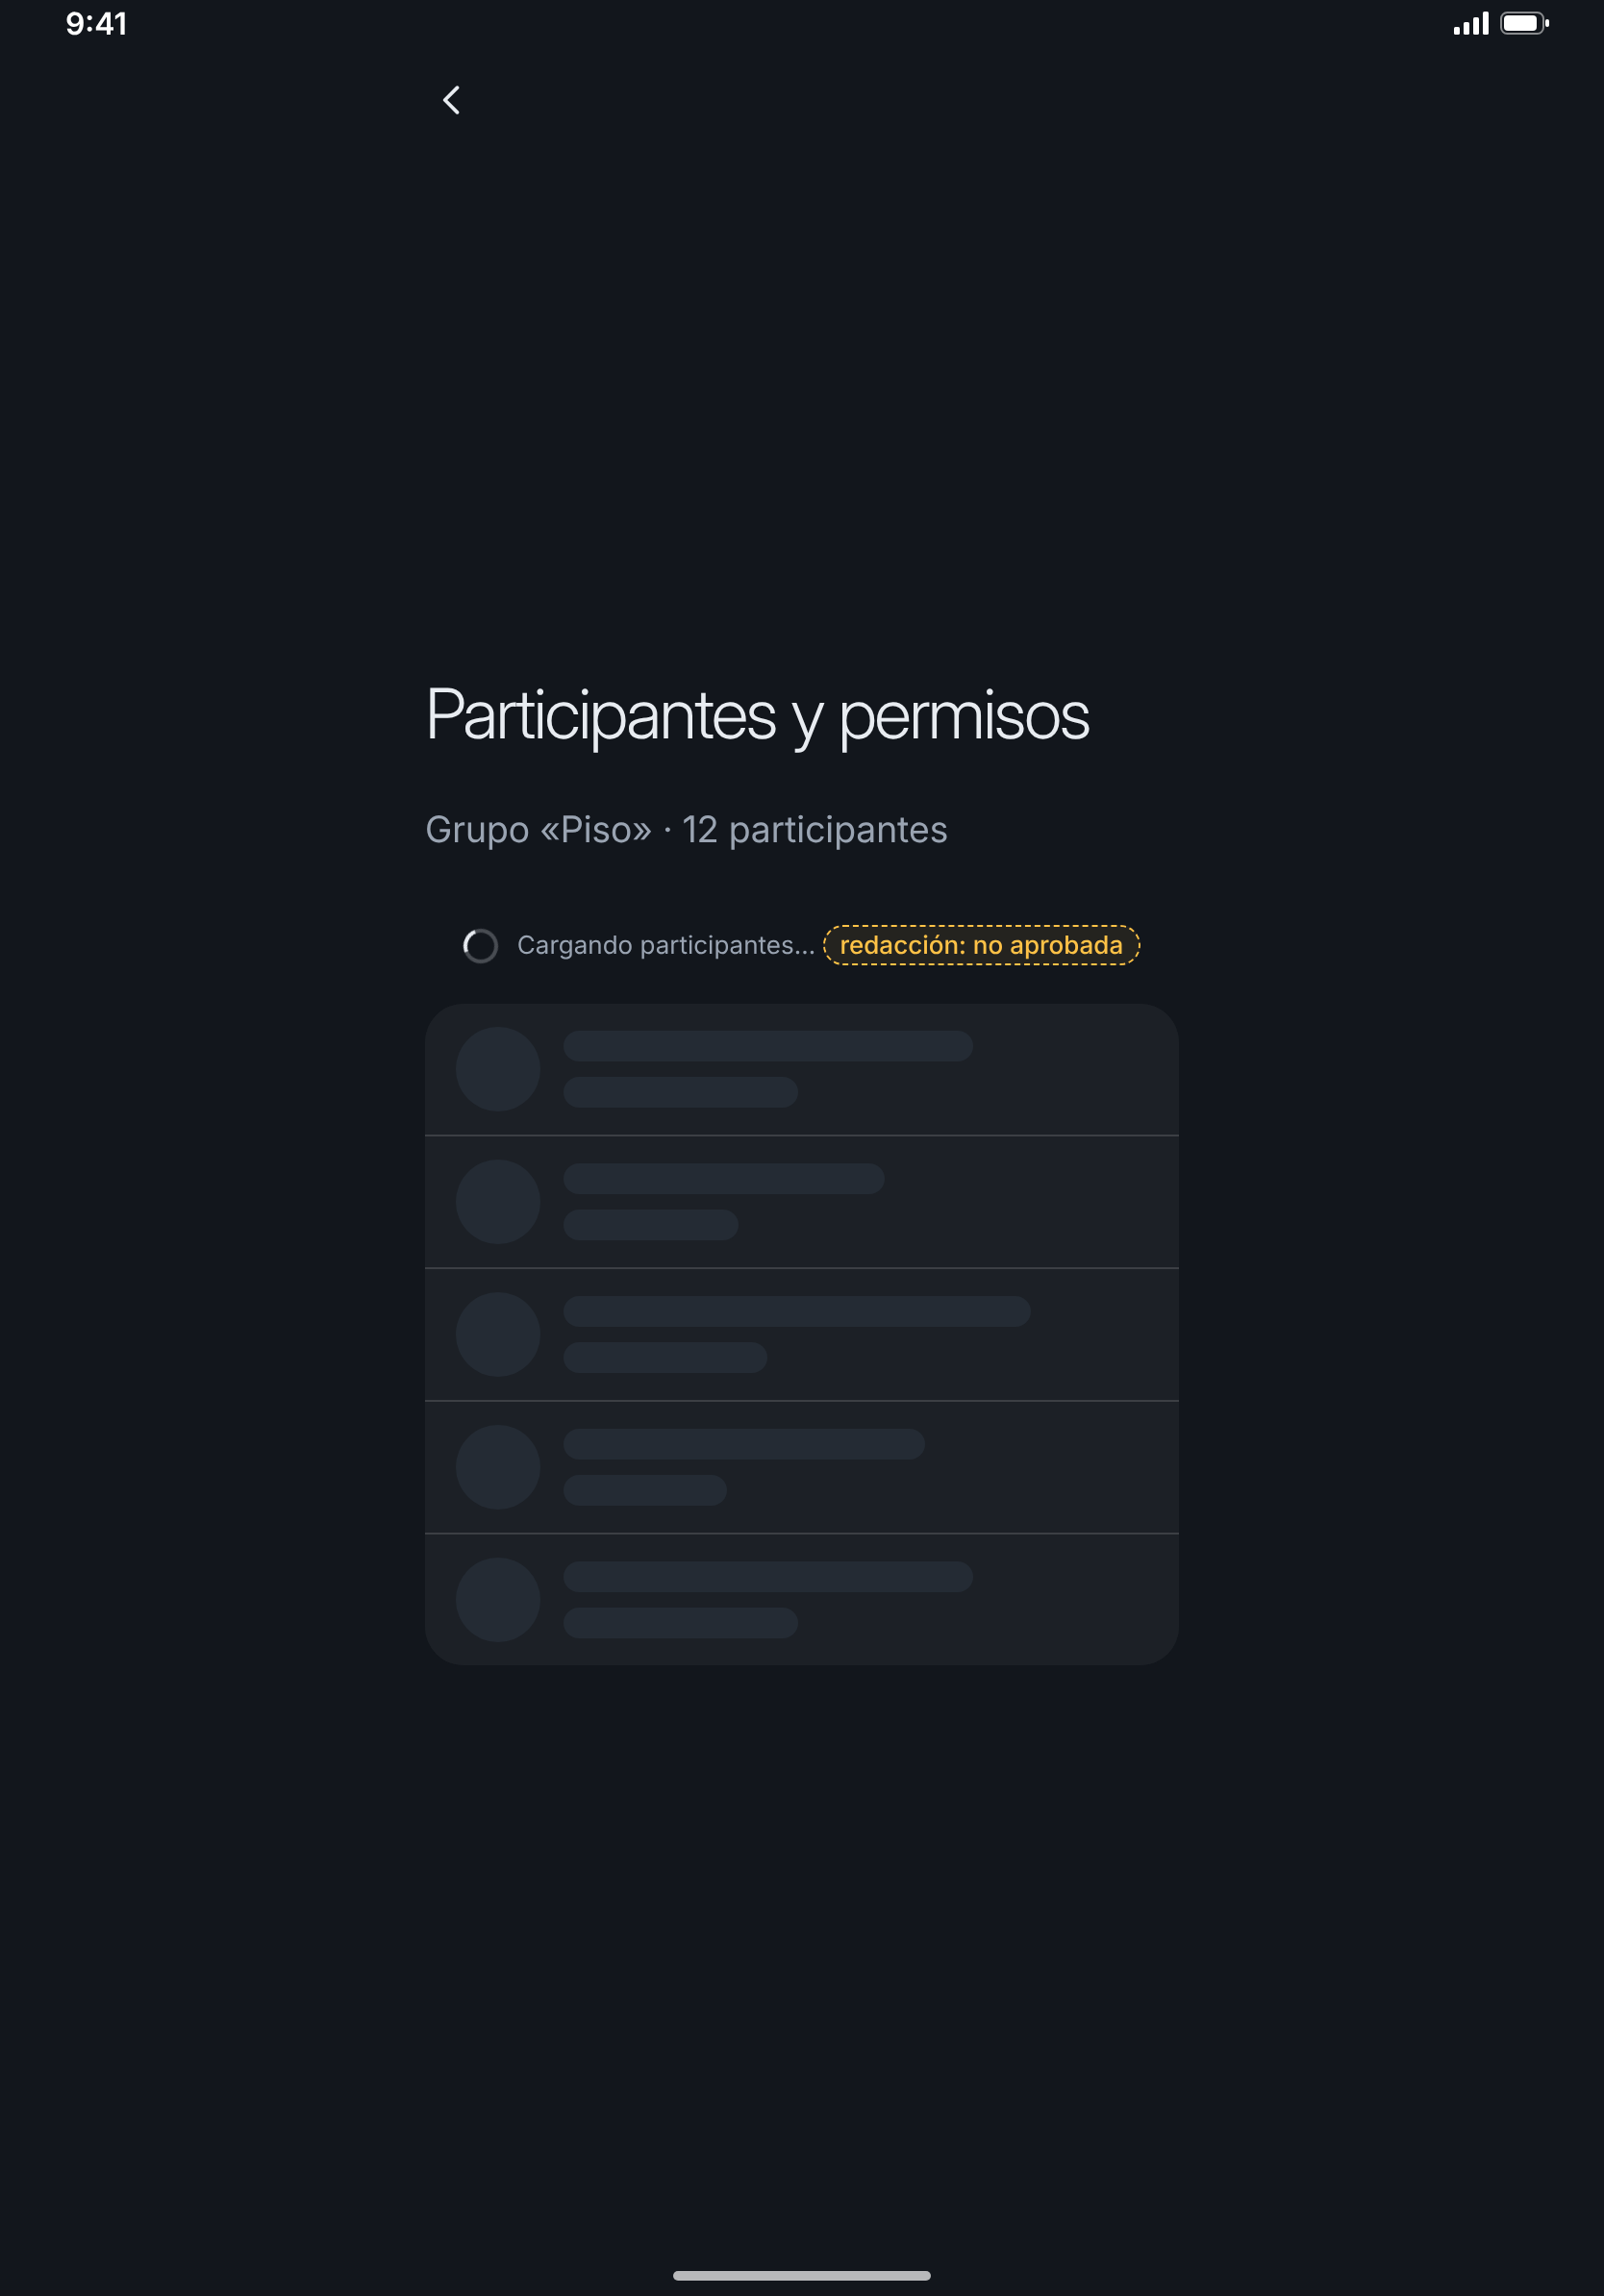 9:41
Participantes y permisos
Grupo «Piso» · 12 participantes
Cargando participantes… redacción: no aprobada